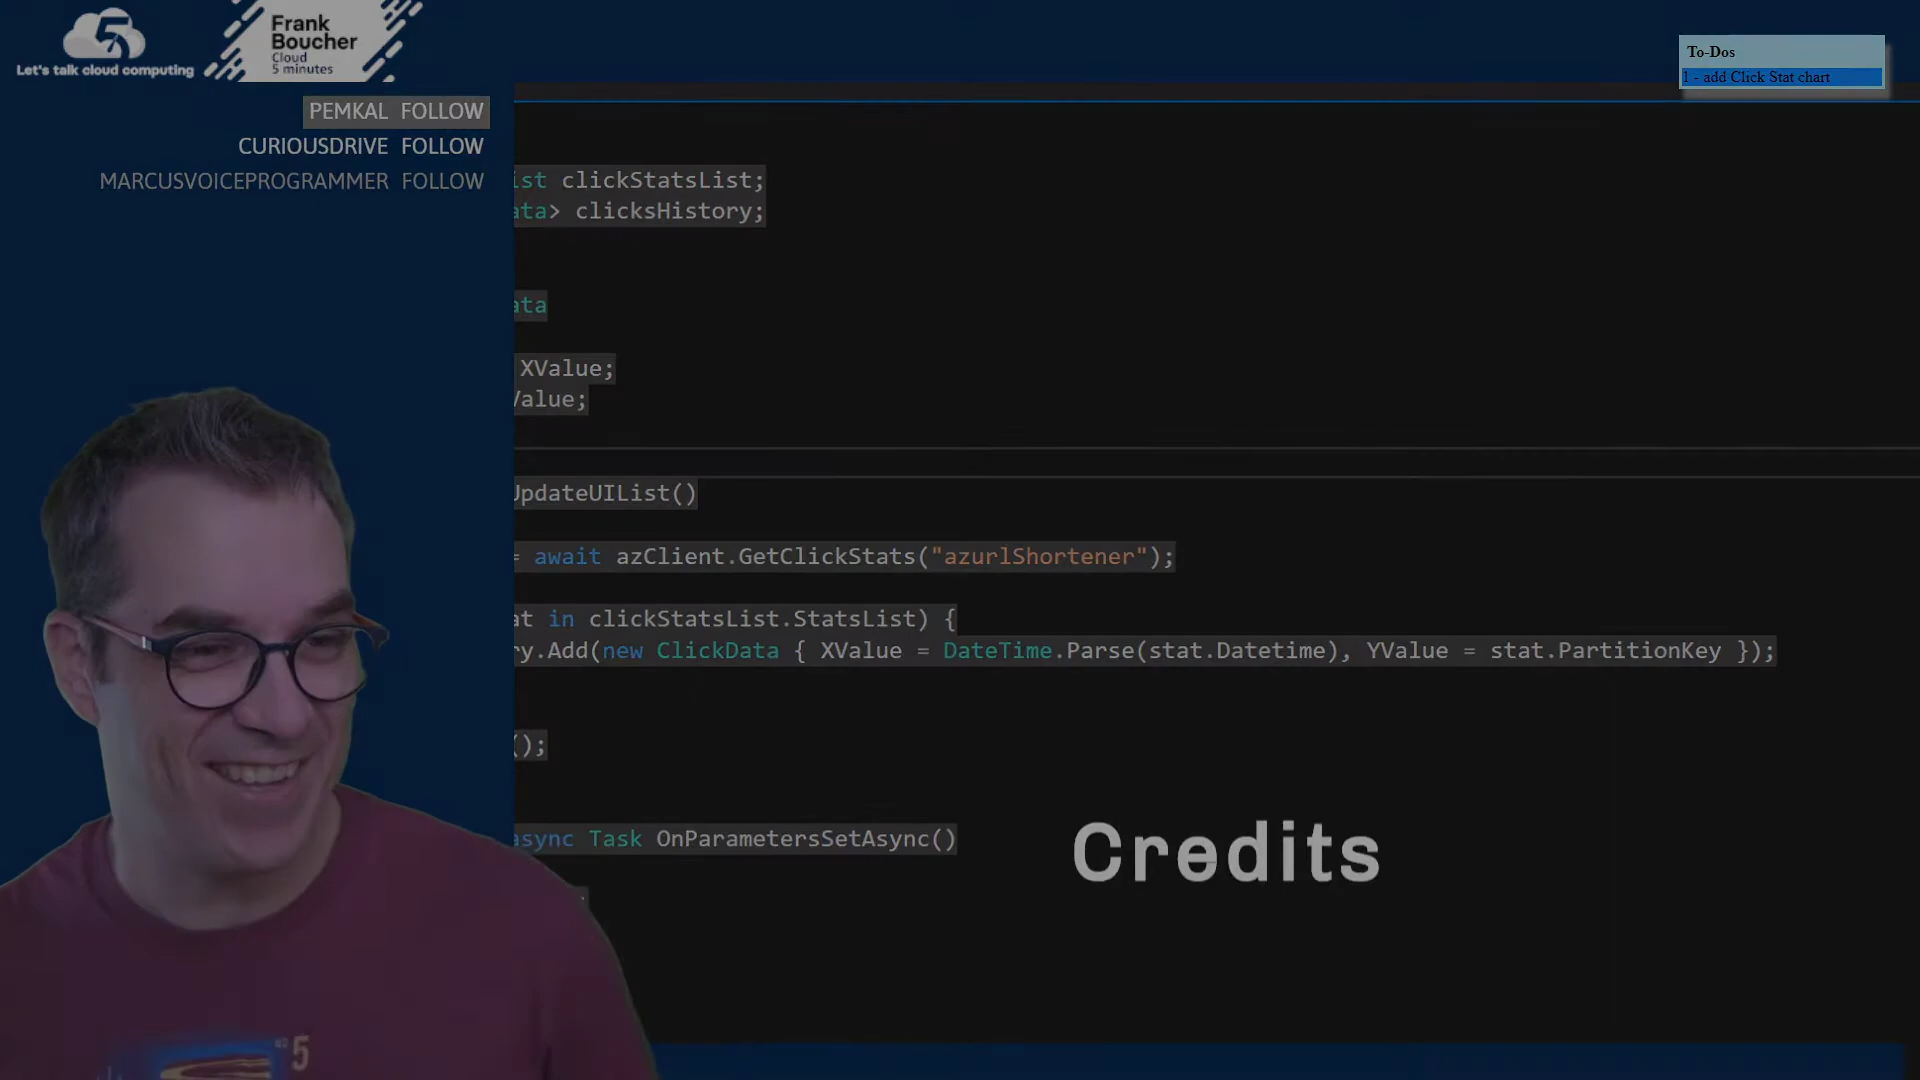 Let's talk cloud computing
Frank
Boucher
Cloud
5 minutes
To-Dos
1 - add Click Stat chart
PEMKAL FOLLOW
CURIOUSDRIVE FOLLOW
MARCUSVOICEPROGRAMMER FOLLOW
ist clickStatsList;
ata> clicksHistory;
ata
XValue;
Value;
UpdateUIList()
= await azClient.GetClickStats("azurlShortener");
at in clickStatsList.StatsList) {
ry.Add(new ClickData { XValue = DateTime.Parse(stat.Datetime), YValue = stat.PartitionKey });
();
async Task OnParametersSetAsync()
;
Credits
5